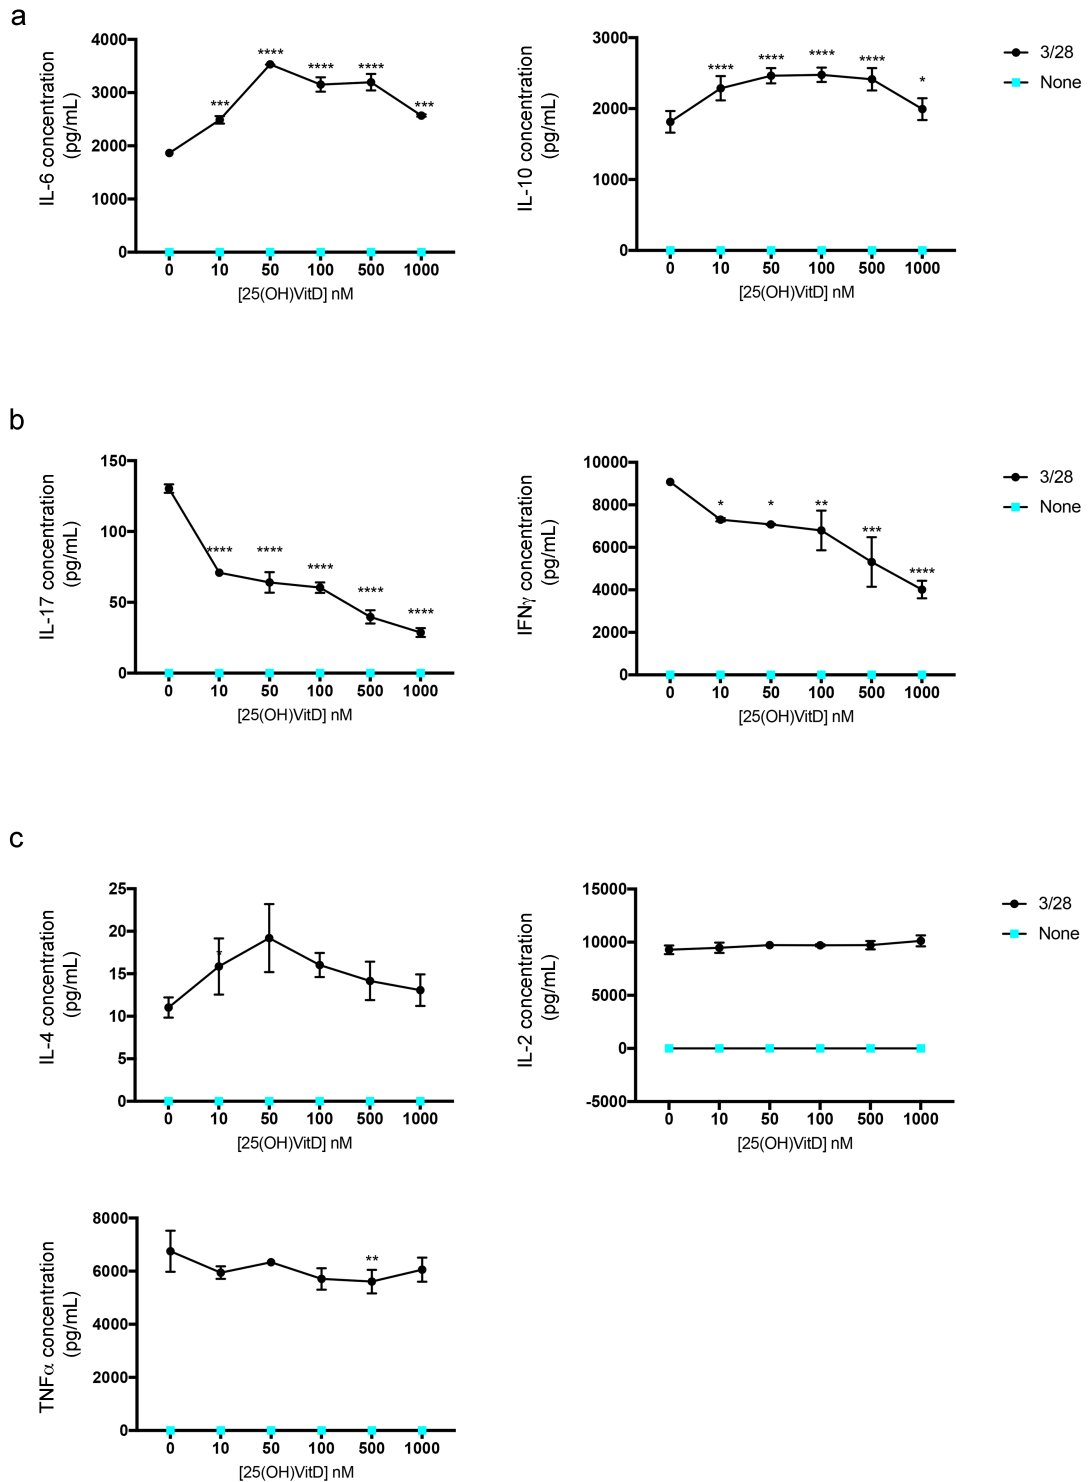 a
IL-6 concentration
(pg/mL)
4000
3000
2000
1000
0
*** **** **** **** ***
0 10 50 100 500 1000
[25(OH)VitD] nM
IL-10 concentration
(pg/mL)
3000
2000
1000
0
**** **** **** **** *
0 10 50 100 500 1000
[25(OH)VitD] nM
3/28
None
b
IL-17 concentration
(pg/mL)
150
100
50
0
**** **** **** **** ****
0 10 50 100 500 1000
[25(OH)VitD] nM
IFNγ concentration
(pg/mL)
10000
8000
6000
4000
2000
0
* * ** *** ****
0 10 50 100 500 1000
[25(OH)VitD] nM
3/28
None
c
IL-4 concentration
(pg/mL)
25
20
15
10
5
0
*
0 10 50 100 500 1000
[25(OH)VitD] nM
IL-2 concentration
(pg/mL)
15000
10000
5000
0
-5000
0 10 50 100 500 1000
[25(OH)VitD] nM
3/28
None
TNFα concentration
(pg/mL)
8000
6000
4000
2000
0
**
0 10 50 100 500 1000
[25(OH)VitD] nM